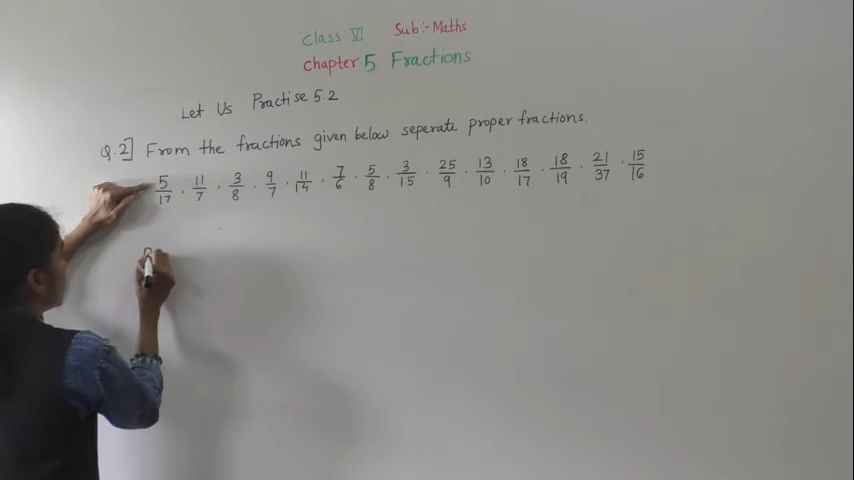 Class : VI Sub:- Maths
Chapter 5 Fractions
Let Us Practise 5.2
Q.2] From the fractions given below seperate proper fractions.
5/17 . 11/7 . 3/8 . 9/7 . 11/14 . 7/6 . 5/8 . 3/15 . 25/9 . 13/10 . 18/17 . 18/19 . 21/37 . 15/16